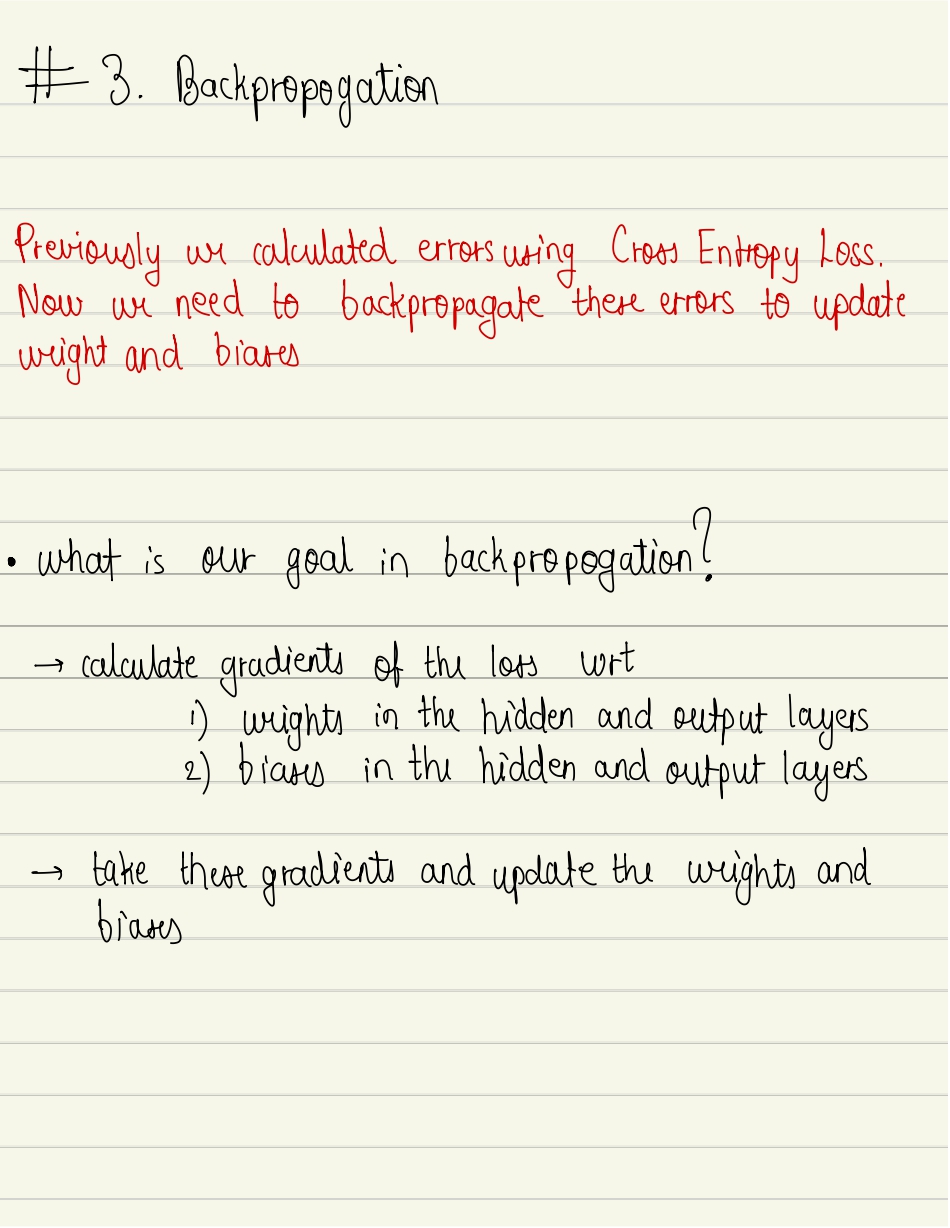 # 3. Backpropogation
Previously we calculated errors using Cross Entropy Loss.
Now we need to backpropagate these errors to update
weight and biases
• what is our goal in backpropogation?
→ calculate gradients of the loss wrt
1) weights in the hidden and output layers
2) biases in the hidden and output layers
→ take these gradients and update the weights and
biases